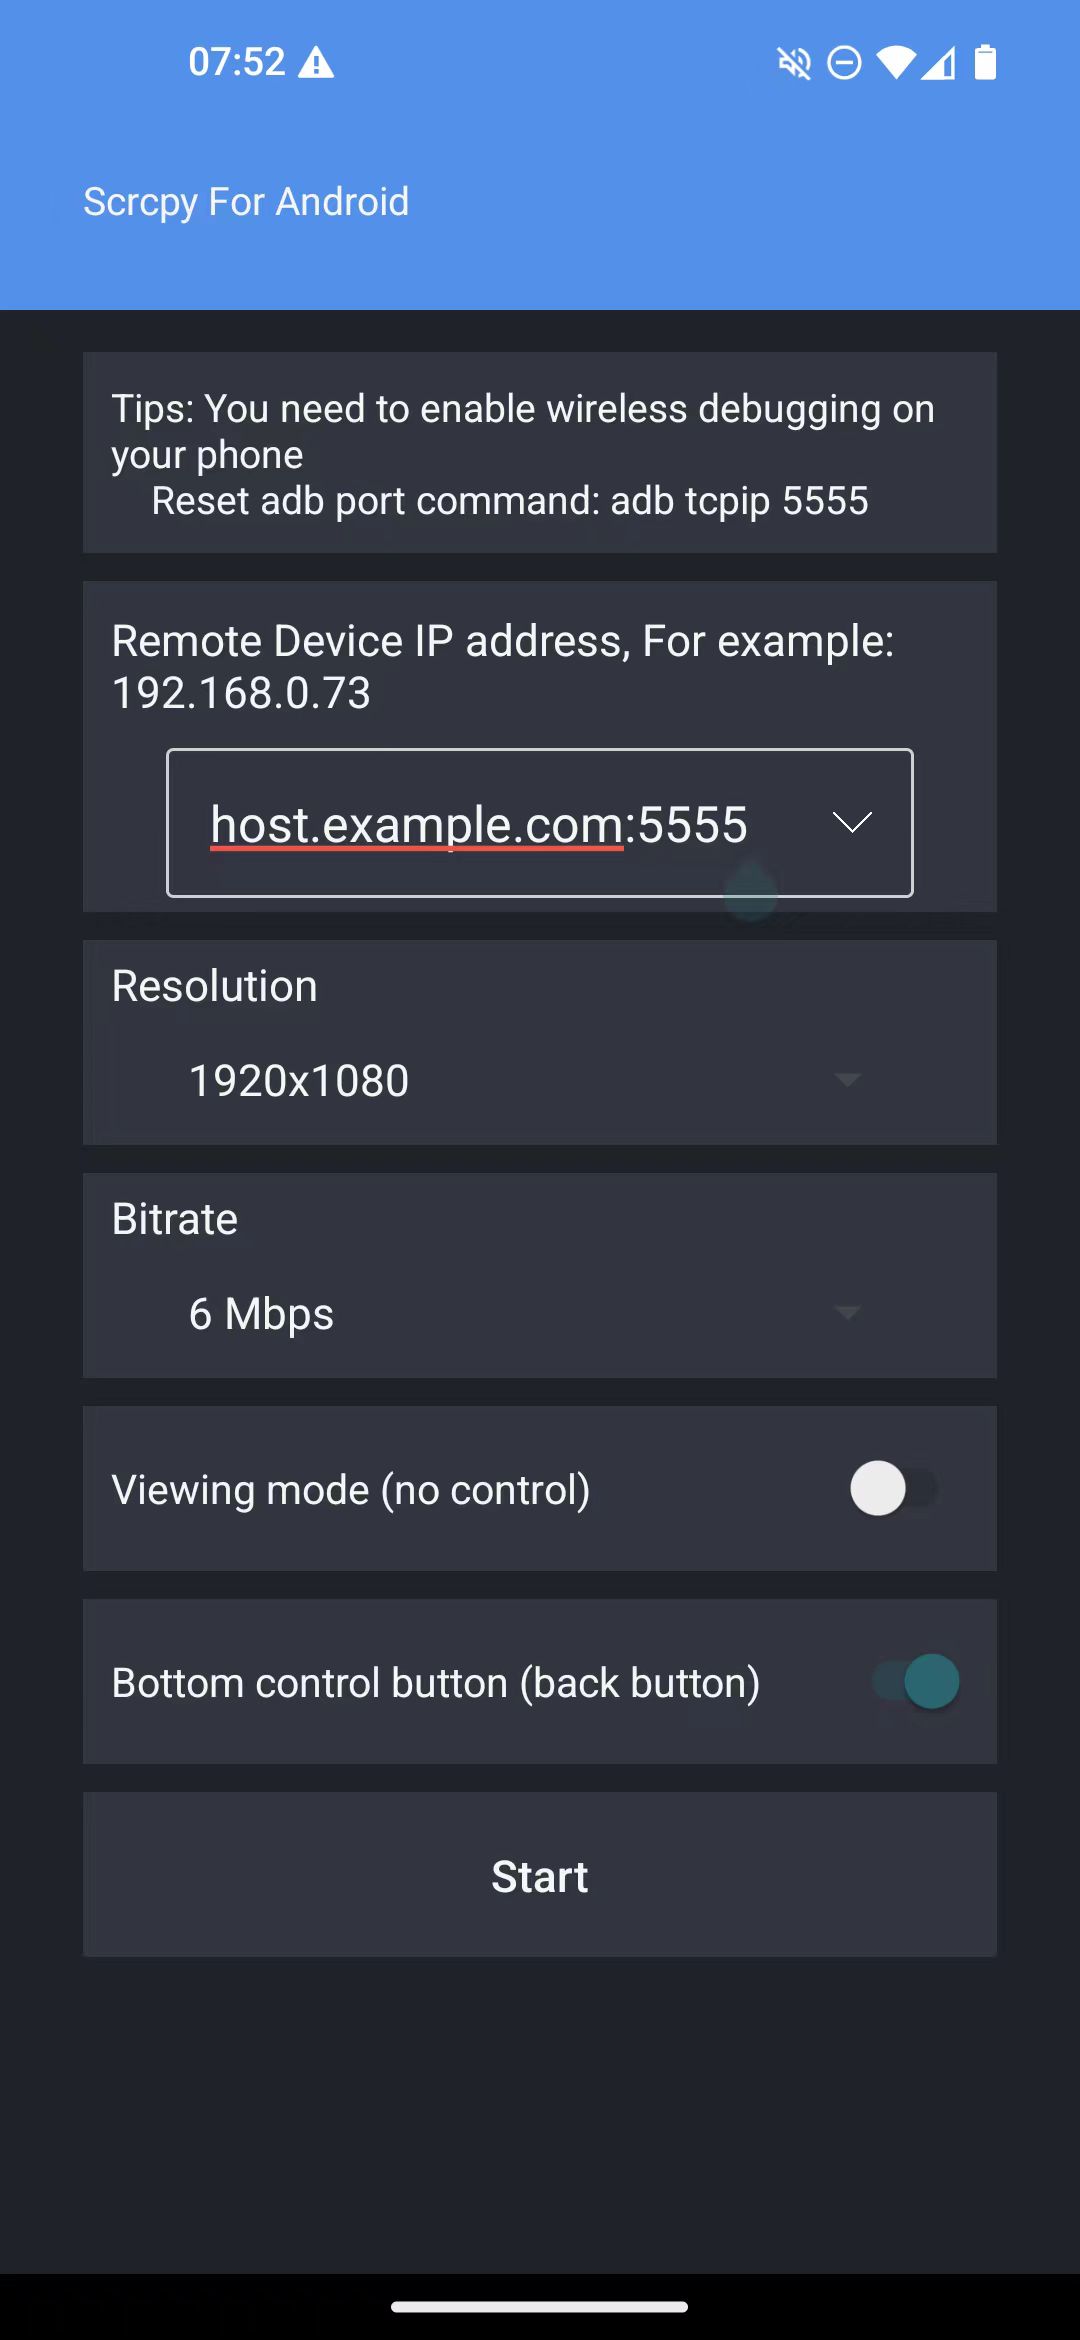 07:52
Scrcpy For Android
Tips: You need to enable wireless debugging on
your phone
Reset adb port command: adb tcpip 5555
Remote Device IP address, For example:
192.168.0.73
host.example.com:5555
Resolution
1920x1080
Bitrate
6 Mbps
Viewing mode (no control)
Bottom control button (back button)
Start